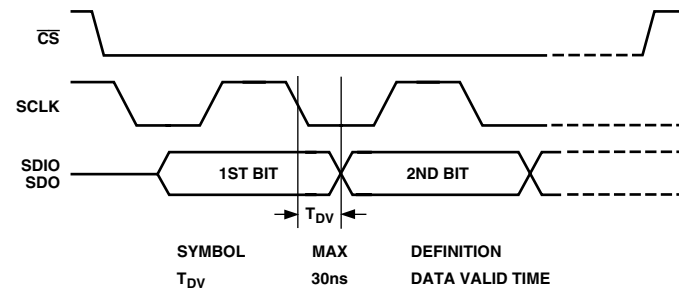 CS
SCLK
SDIO
SDO
1ST BIT
2ND BIT
TDV
SYMBOL MAX DEFINITION
TDV 30ns DATA VALID TIME